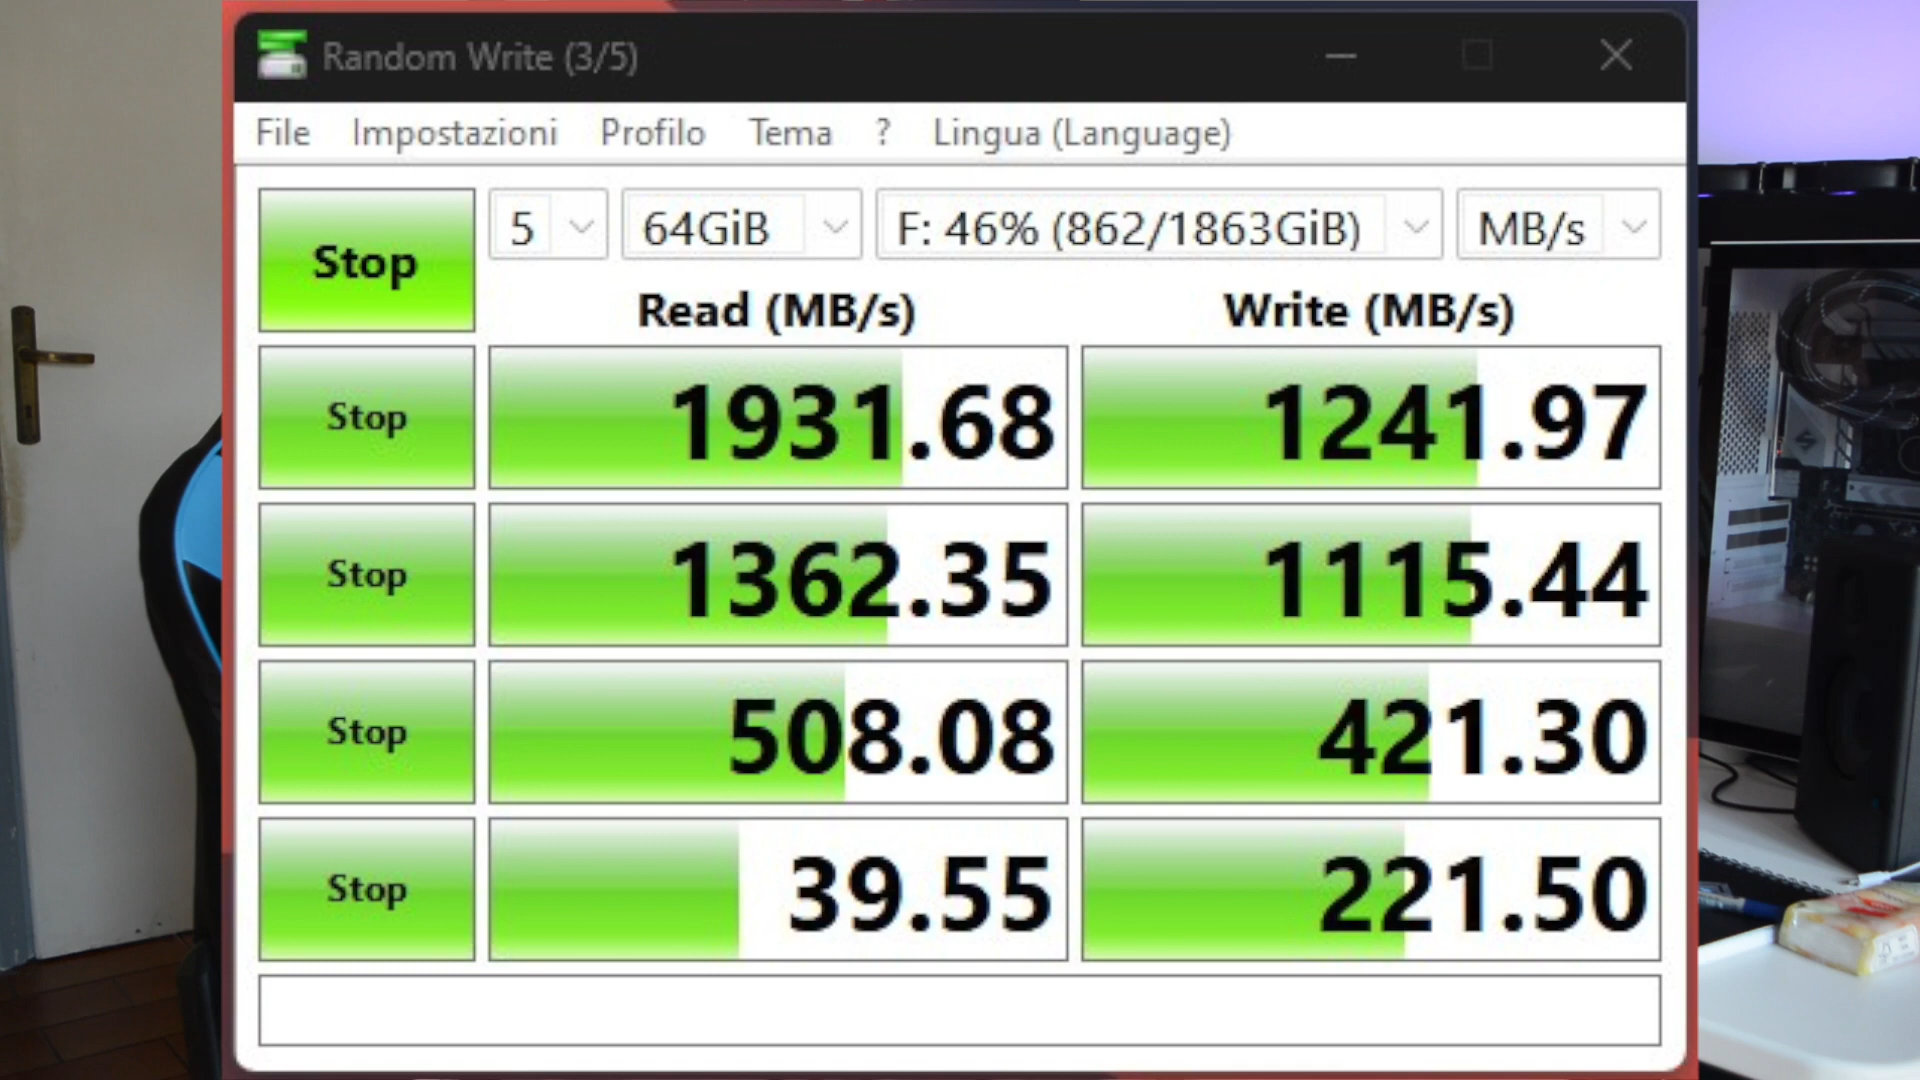 Random Write (3/5)
File Impostazioni Profilo Tema ? Lingua (Language)
Stop 5 64GiB F: 46% (862/1863GiB) MB/s
Read (MB/s) Write (MB/s)
Stop 1931.68 1241.97
Stop 1362.35 1115.44
Stop 508.08 421.30
Stop 39.55 221.50